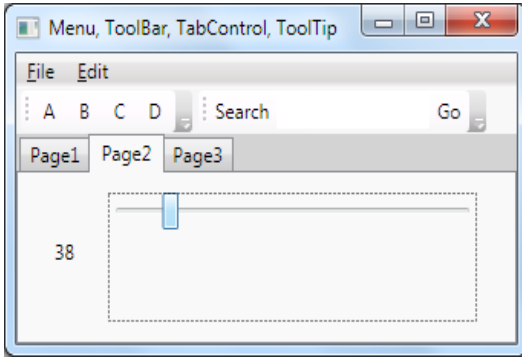 Menu, ToolBar, TabControl, ToolTip
File Edit
A B C D Search Go
Page1 Page2 Page3
38